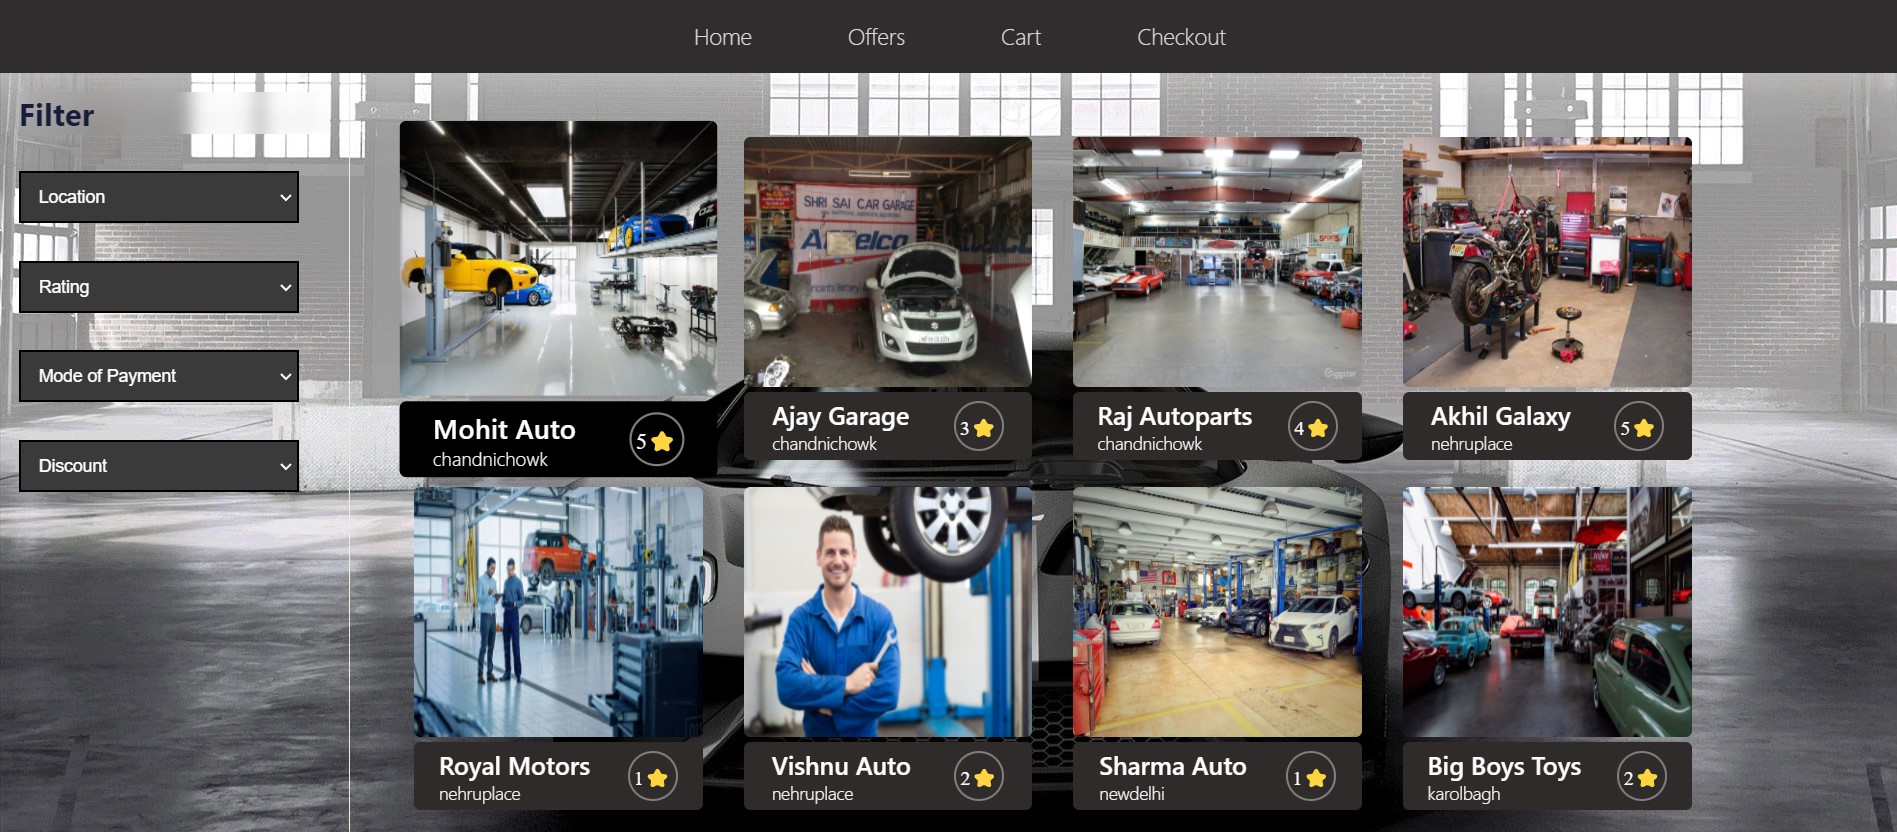 Home Offers Cart Checkout
Filter
Location
Rating
Mode of Payment
Discount
SHRI SAI CAR GARAGE
Mohit Auto
chandnichowk
5
Ajay Garage
chandnichowk
3
Raj Autoparts
chandnichowk
4
Akhil Galaxy
nehruplace
5
Royal Motors
nehruplace
1
Vishnu Auto
nehruplace
2
Sharma Auto
newdelhi
1
Big Boys Toys
karolbagh
2